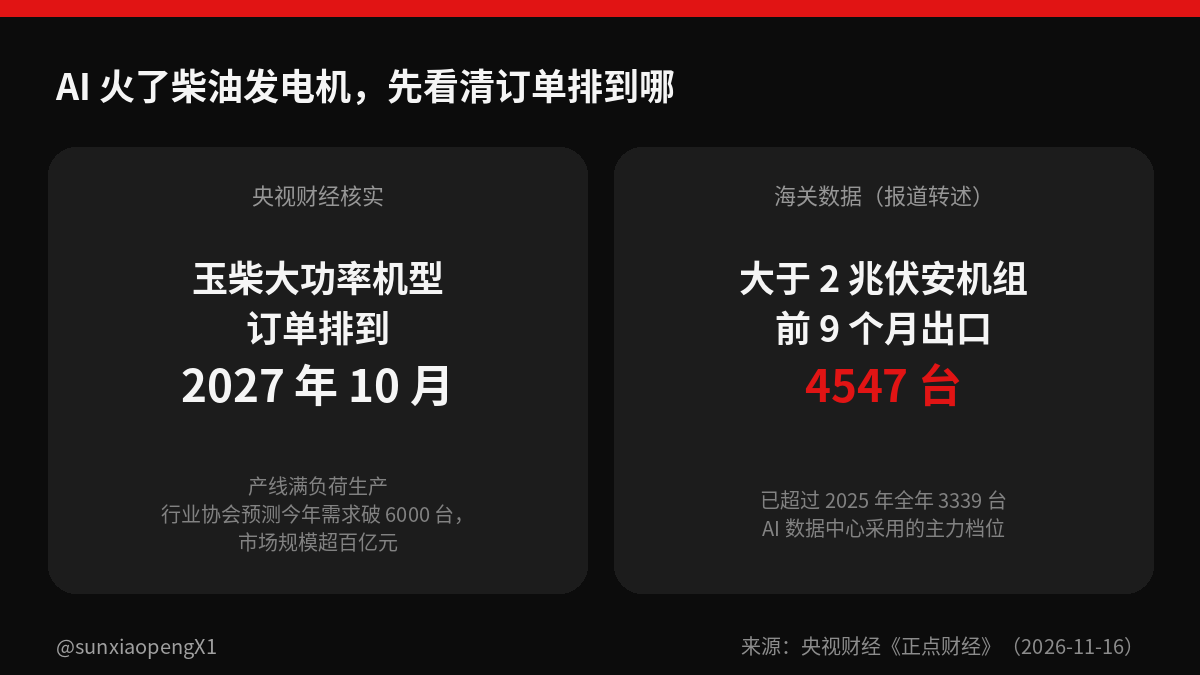 AI 火了柴油发电机，先看清订单排到哪
央视财经核实
玉柴大功率机型
订单排到
2027 年 10 月
产线满负荷生产
行业协会预测今年需求破 6000 台，
市场规模超百亿元
海关数据（报道转述）
大于 2 兆伏安机组
前 9 个月出口
4547 台
已超过 2025 年全年 3339 台
AI 数据中心采用的主力档位
@sunxiaopengX1
来源：央视财经《正点财经》（2026-11-16）